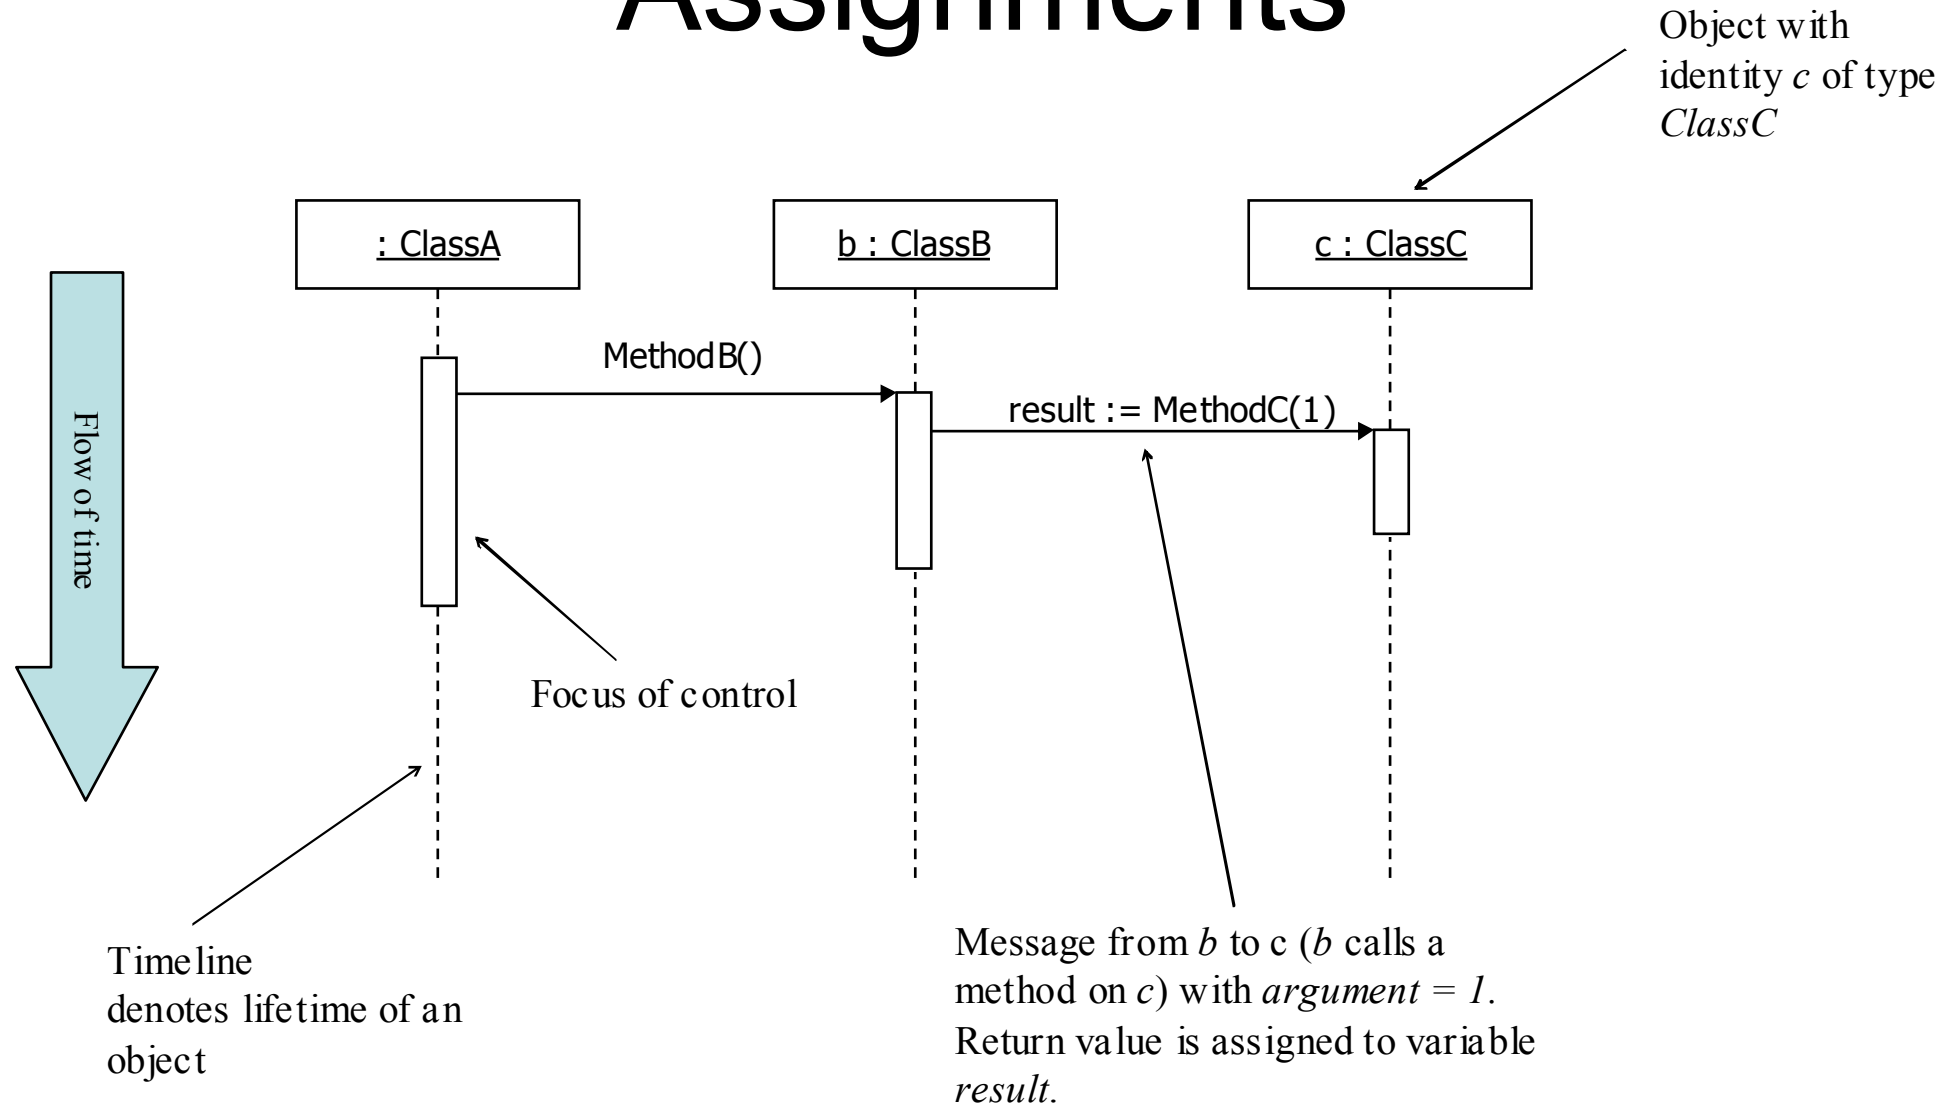 Assignments
Object with
identity c of type
ClassC
: ClassA
b : ClassB
c : ClassC
MethodB()
result := MethodC(1)
Flow of time
Focus of control
Timeline
denotes lifetime of an
object
Message from b to c (b calls a
method on c) with argument = 1.
Return value is assigned to variable
result.